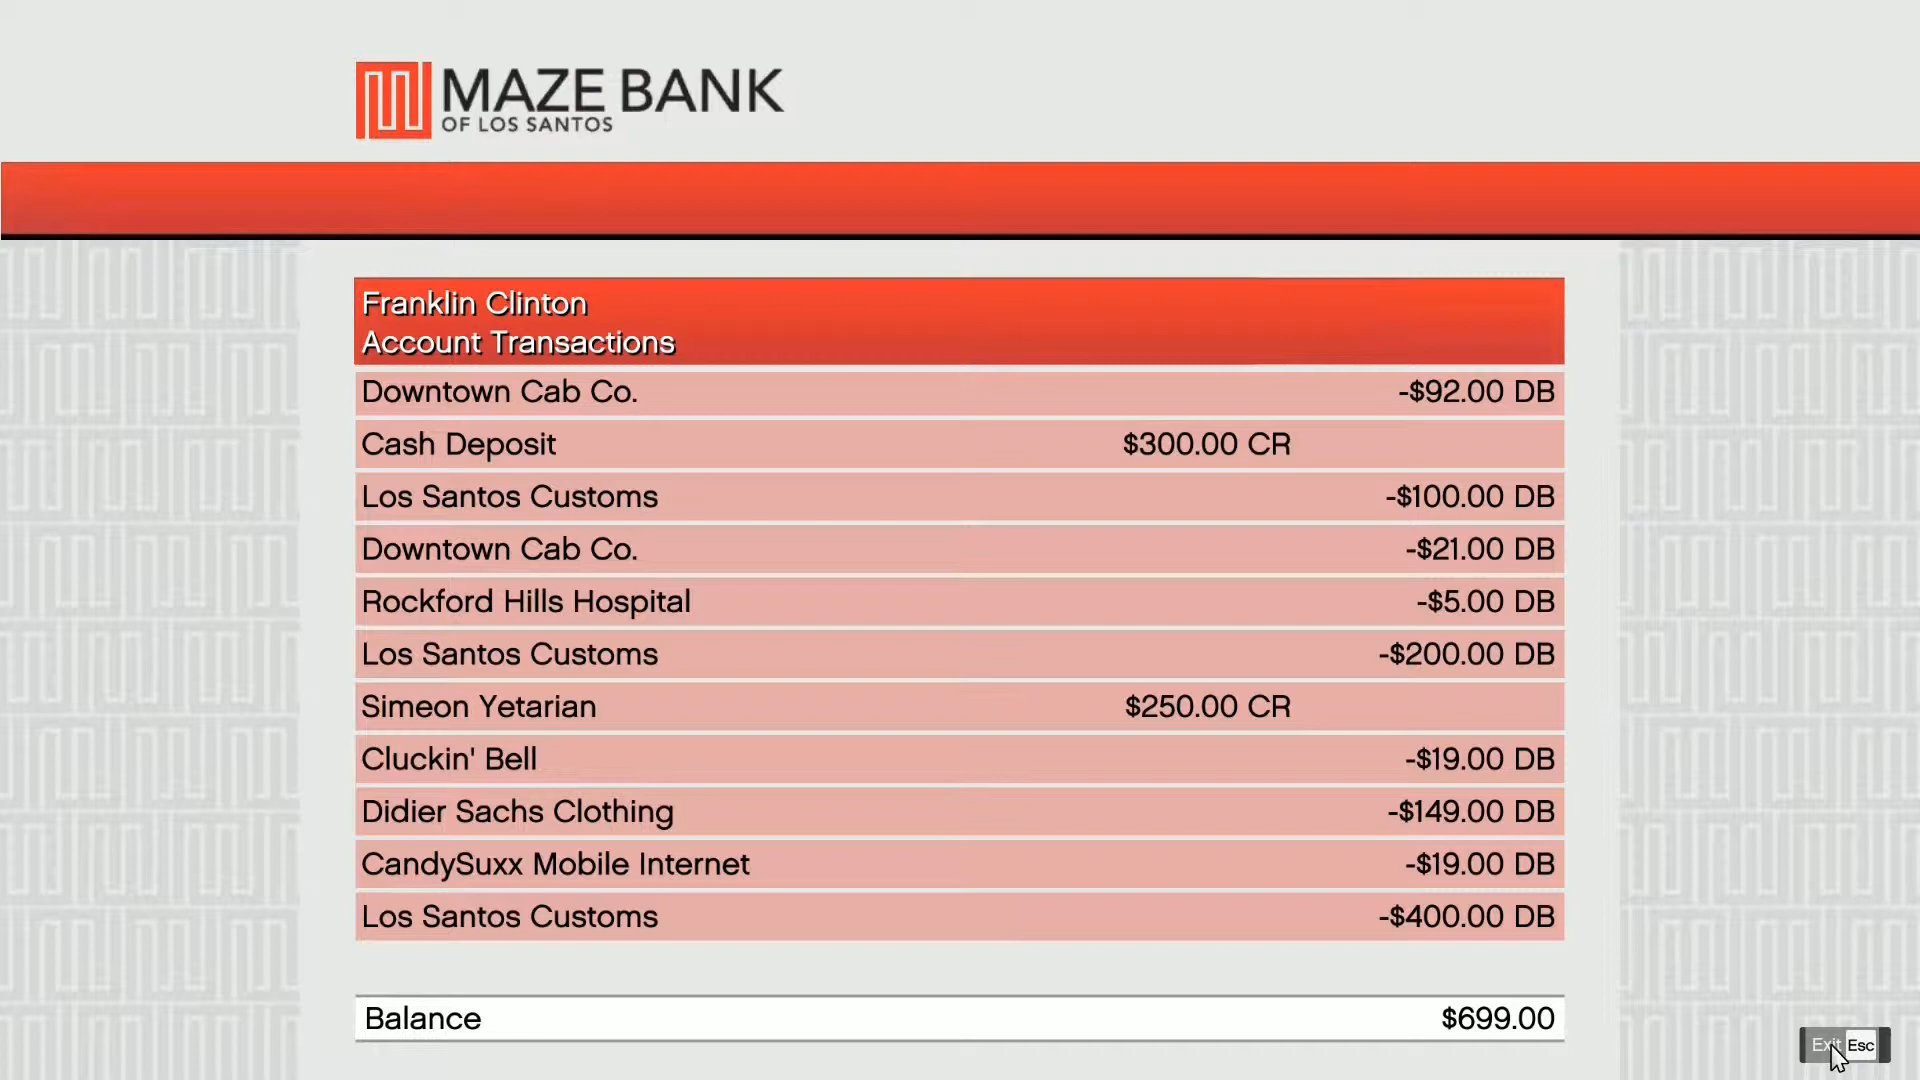 MAZE BANK
OF LOS SANTOS
Franklin Clinton
Account Transactions
Downtown Cab Co. -$92.00 DB
Cash Deposit $300.00 CR
Los Santos Customs -$100.00 DB
Downtown Cab Co. -$21.00 DB
Rockford Hills Hospital -$5.00 DB
Los Santos Customs -$200.00 DB
Simeon Yetarian $250.00 CR
Cluckin' Bell -$19.00 DB
Didier Sachs Clothing -$149.00 DB
CandySuxx Mobile Internet -$19.00 DB
Los Santos Customs -$400.00 DB
Balance $699.00
Exit Esc